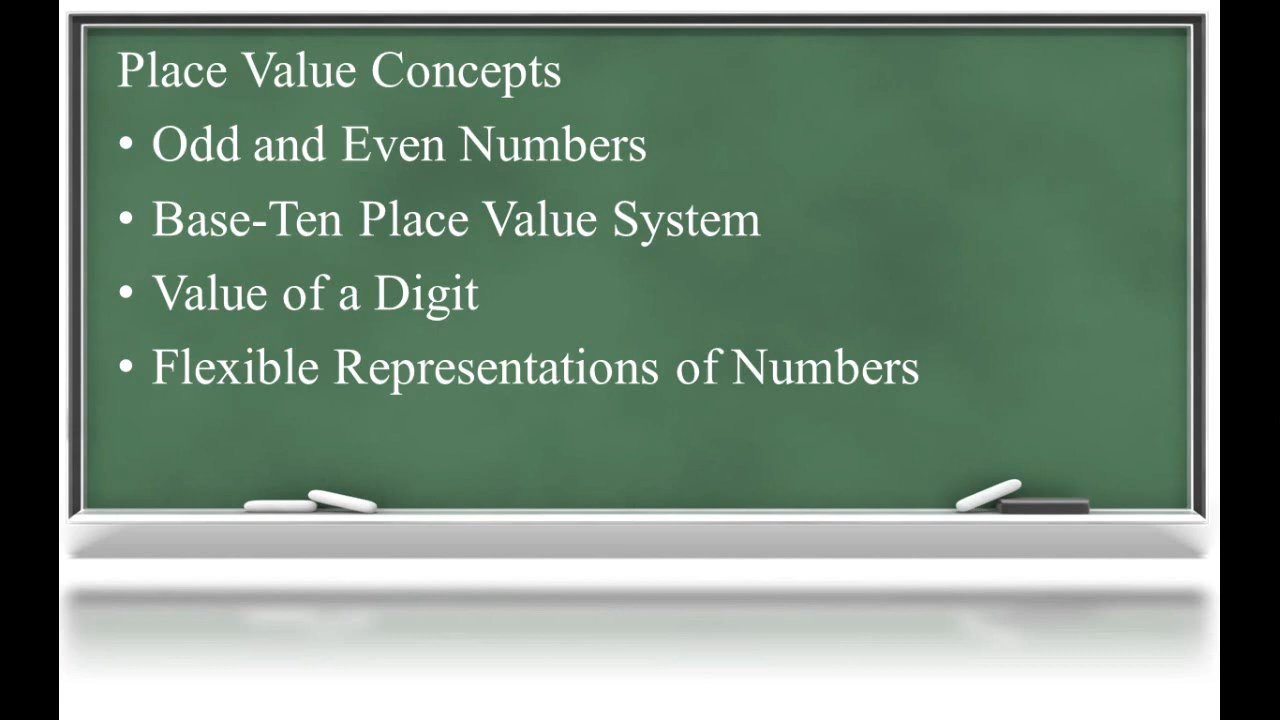 Place Value Concepts
• Odd and Even Numbers
• Base-Ten Place Value System
• Value of a Digit
• Flexible Representations of Numbers